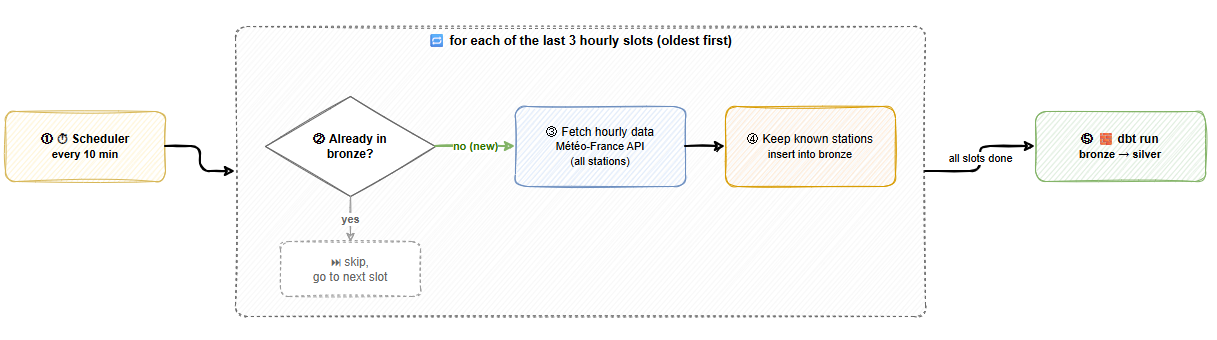 🔁 for each of the last 3 hourly slots (oldest first)
① ⏱ Scheduler
every 10 min
② Already in
bronze?
no (new)
③ Fetch hourly data
Météo-France API
(all stations)
④ Keep known stations
insert into bronze
yes
⏭ skip,
go to next slot
all slots done
⑤ 🧱 dbt run
bronze → silver